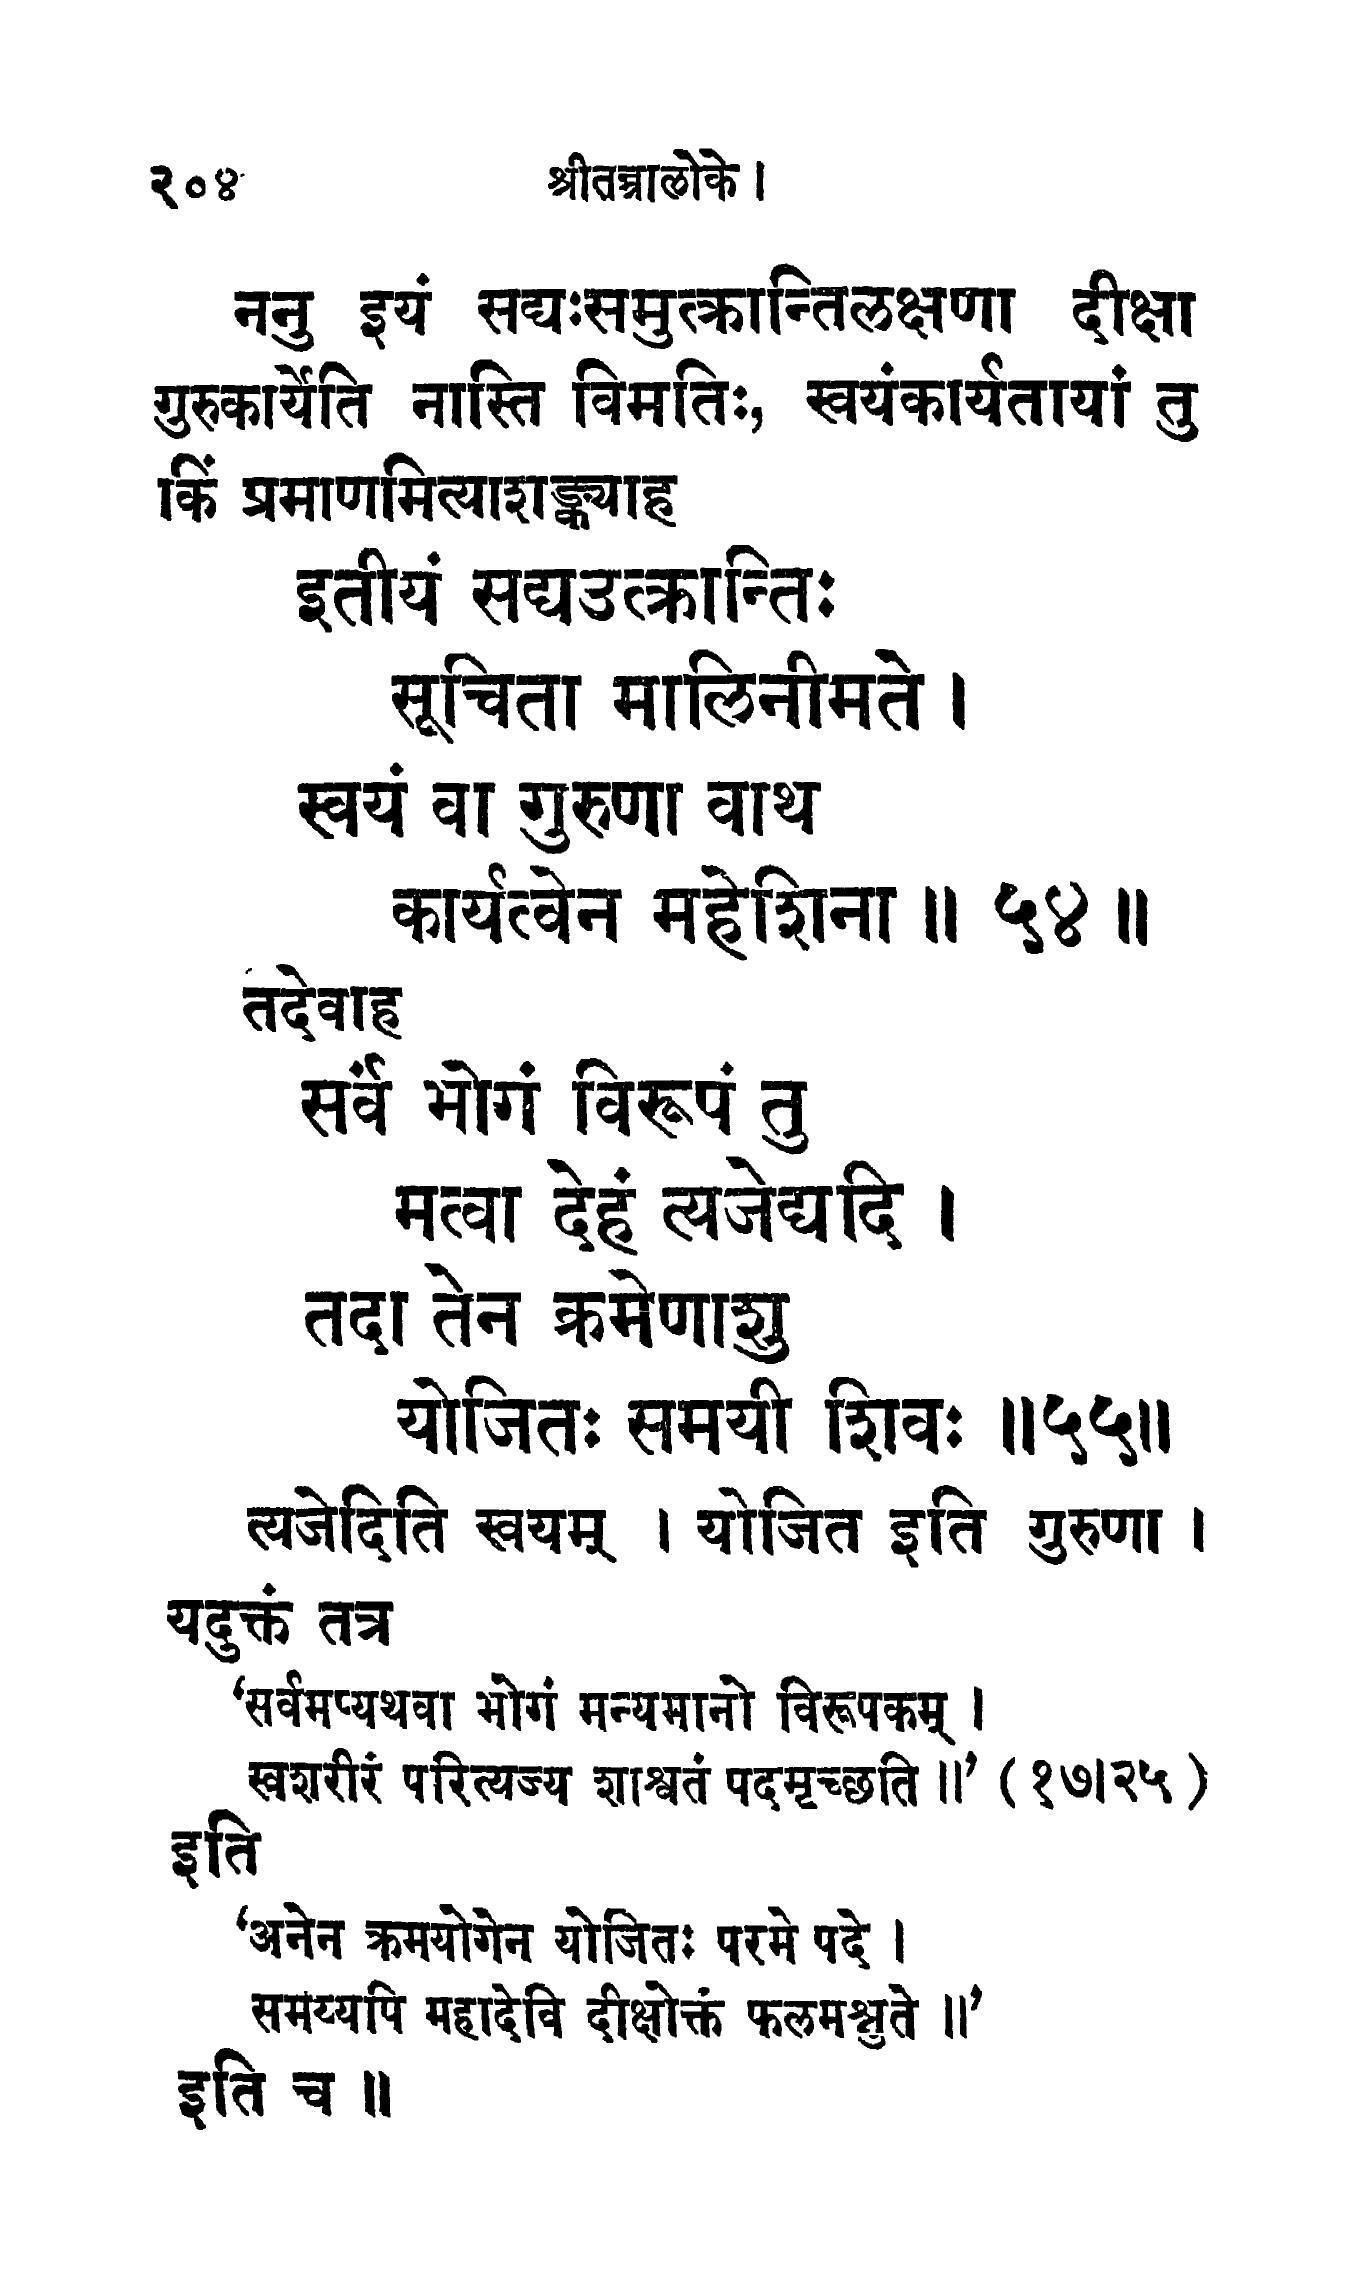 २०४ श्रीतन्त्रालोके ।
ननु इयं सद्यःसमुत्क्रान्तिलक्षणा दीक्षा
गुरुकार्येति नास्ति विमतिः, स्वयंकार्यतायां तु
किं प्रमाणमित्याशङ्क्याह
इतीयं सद्यउत्क्रान्तिः
सूचिता मालिनीमते ।
स्वयं वा गुरुणा वाथ
कार्यत्वेन महेशिना ॥ ५४ ॥
तदेवाह
सर्वं भोगं विरूपं तु
मत्वा देहं त्यजेद्यदि ।
तदा तेन क्रमेणाशु
योजितः समयी शिवः ॥५५॥
त्यजेदिति स्वयम् । योजित इति गुरुणा ।
यदुक्तं तत्र
‘सर्वमप्यथवा भोगं मन्यमानो विरूपकम् ।
स्वशरीरं परित्यज्य शाश्वतं पदमृच्छति ॥’ ( १७।२५ )
इति
‘अनेन क्रमयोगेन योजितः परमे पदे ।
समय्यपि महादेवि दीक्षोक्तं फलमश्नुते ॥’
इति च ॥